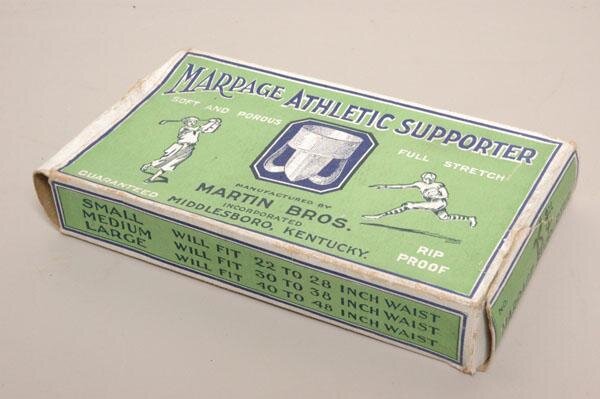 MARPAGE ATHLETIC SUPPORTER
SOFT AND POROUS
FULL STRETCH
GUARANTEED
MANUFACTURED BY
MARTIN BROS.
INCORPORATED
MIDDLESBORO, KENTUCKY.
RIP
PROOF
SMALL WILL FIT 22 TO 28 INCH WAIST
MEDIUM WILL FIT 30 TO 38 INCH WAIST
LARGE WILL FIT 40 TO 48 INCH WAIST
NO.